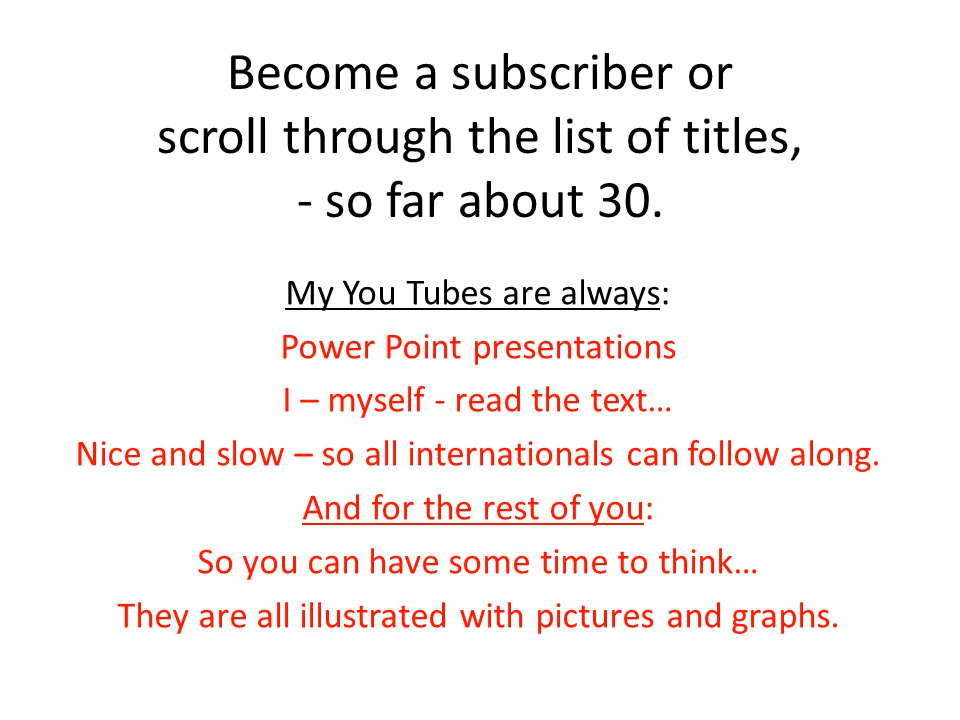 Become a subscriber or
scroll through the list of titles,
- so far about 30.
My You Tubes are always:
Power Point presentations
I – myself - read the text…
Nice and slow – so all internationals can follow along.
And for the rest of you:
So you can have some time to think…
They are all illustrated with pictures and graphs.